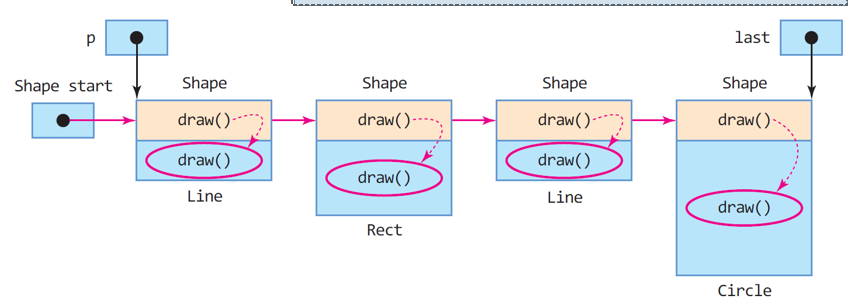 p
last
Shape start
Shape
Shape
Shape
Shape
draw()
draw()
draw()
draw()
draw()
draw()
draw()
draw()
Line
Rect
Line
Circle